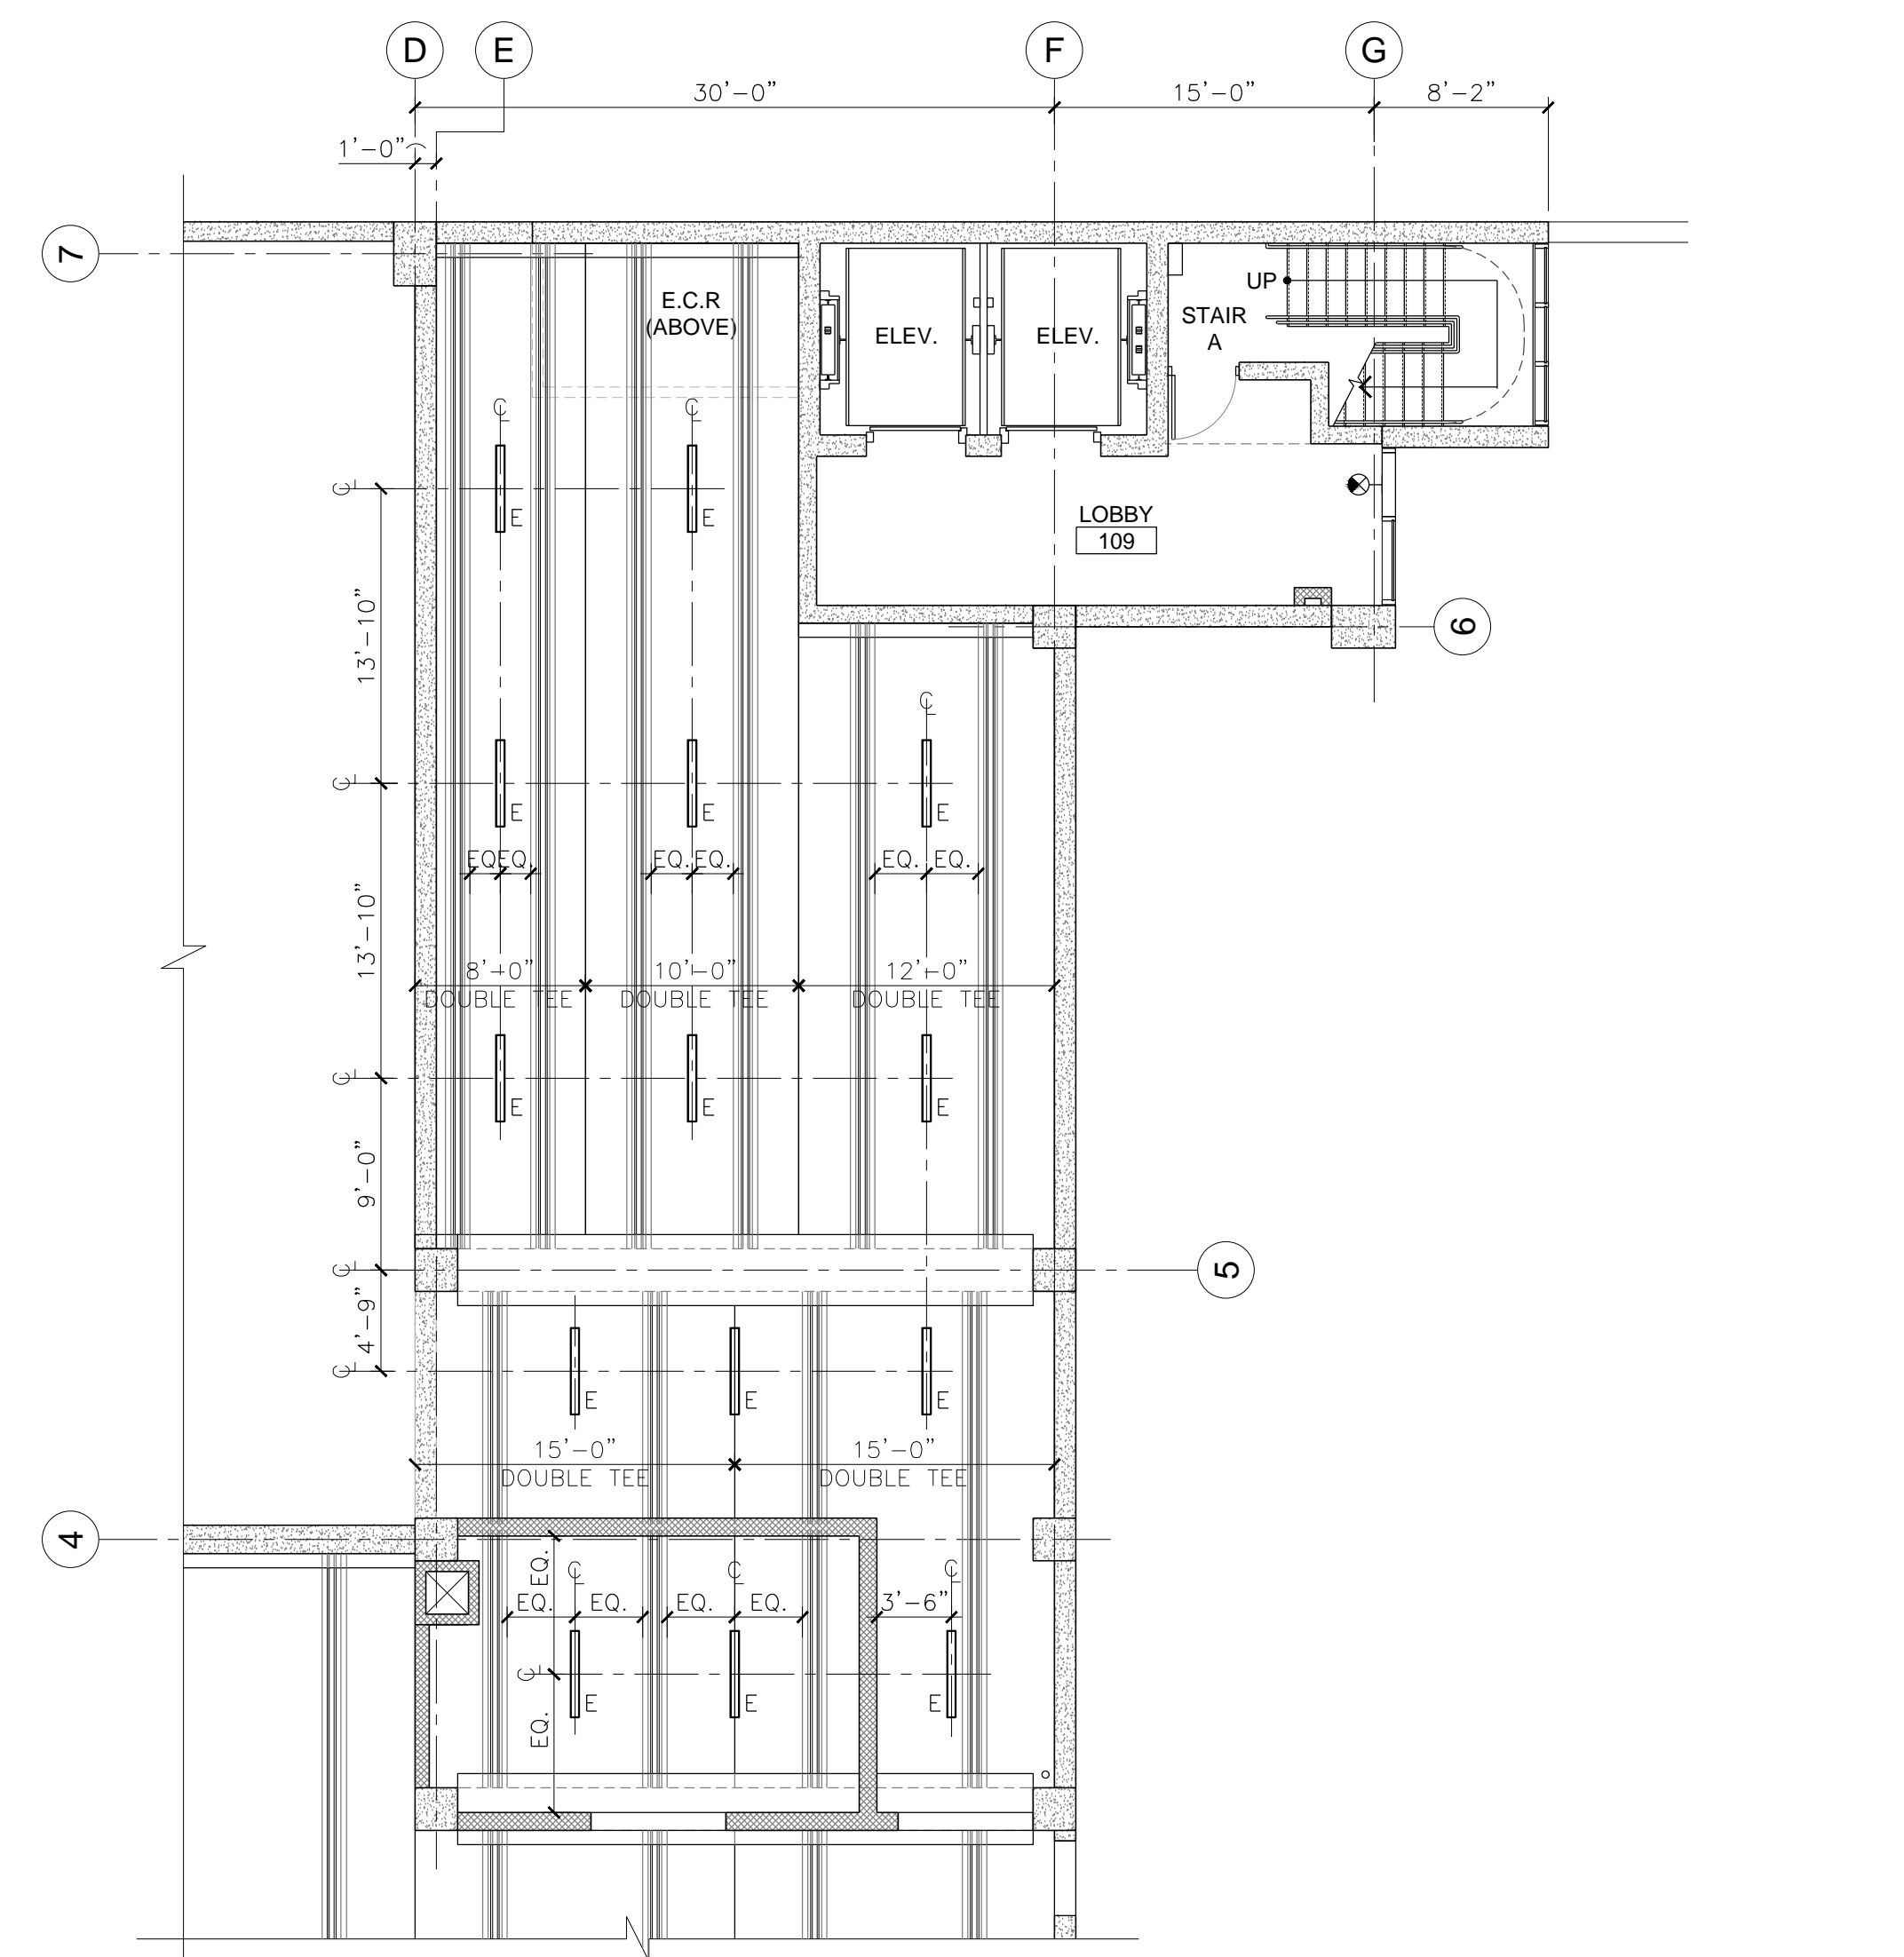 D
E
F
G
30'-0"
15'-0"
8'-2"
1'-0"
7
E.C.R
(ABOVE)
ELEV.
ELEV.
UP
STAIR
A
℄
℄
℄
E
E
LOBBY
109
6
13'-10"
℄
℄
E
E
E
EQ.
EQ.
EQ.
EQ.
EQ.
EQ.
13'-10"
8'-0"
DOUBLE TEE
10'-0"
DOUBLE TEE
12'-0"
DOUBLE TEE
℄
E
E
E
9'-0"
℄
5
4'-9"
℄
E
E
E
15'-0"
DOUBLE TEE
15'-0"
DOUBLE TEE
4
EQ.
℄
℄
℄
EQ.
EQ.
EQ.
EQ.
3'-6"
℄
E
E
E
EQ.